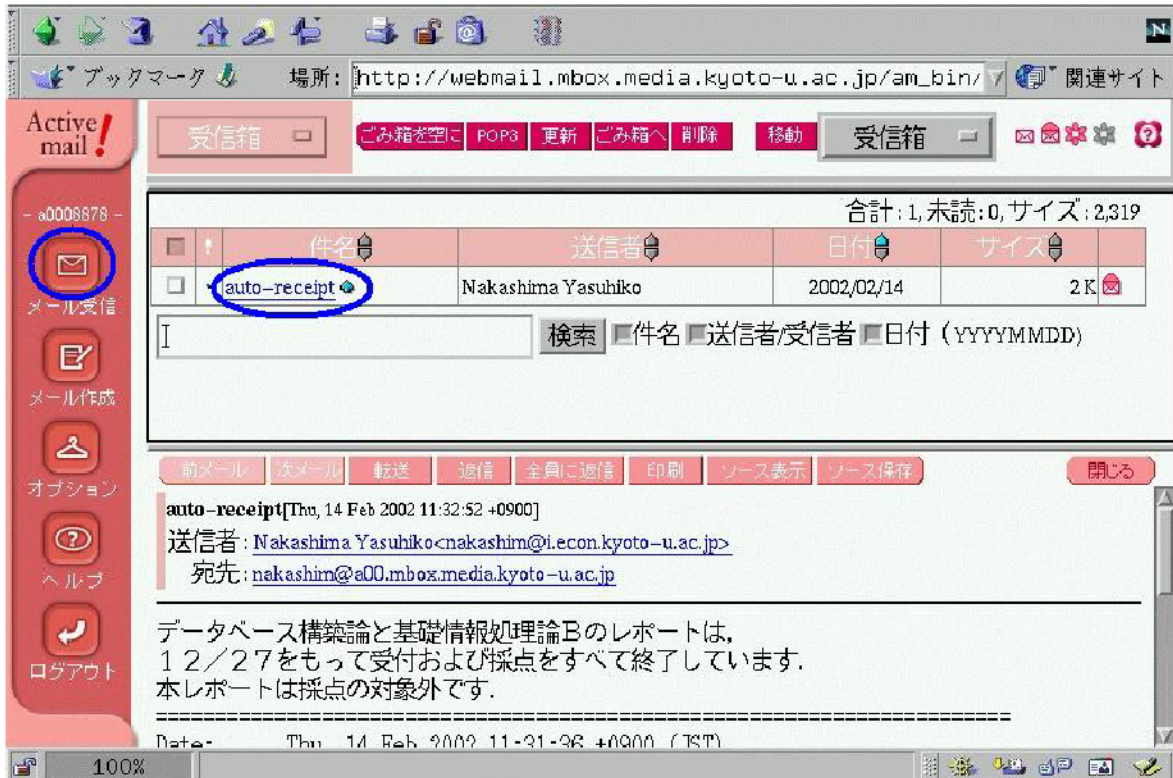 N
ブックマーク 場所: http://webmail.mbox.media.kyoto-u.ac.jp/am_bin/ 関連サイト
Active mail!
受信箱 ごみ箱を空に POP3 更新 ごみ箱へ 削除 移動 受信箱
- a0008878 -
メール受信
メール作成
オプション
ヘルプ
ログアウト
合計:1,未読:0,サイズ:2,319
! 件名 送信者 日付 サイズ
auto-receipt Nakashima Yasuhiko 2002/02/14 2 K
検索 件名 送信者/受信者 日付 (YYYYMMDD)
前メール 次メール 転送 返信 全員に返信 印刷 ソース表示 ソース保存 閉じる
auto-receipt[Thu, 14 Feb 2002 11:32:52 +0900]
送信者: Nakashima Yasuhiko<nakashim@i.econ.kyoto-u.ac.jp>
宛先: nakashim@a00.mbox.media.kyoto-u.ac.jp
データベース構築論と基礎情報処理論Bのレポートは,
12/27をもって受付および採点をすべて終了しています.
本レポートは採点の対象外です.
========================================================================
Date: Thu, 14 Feb 2002 11:31:36 +0900 (JST)
100%